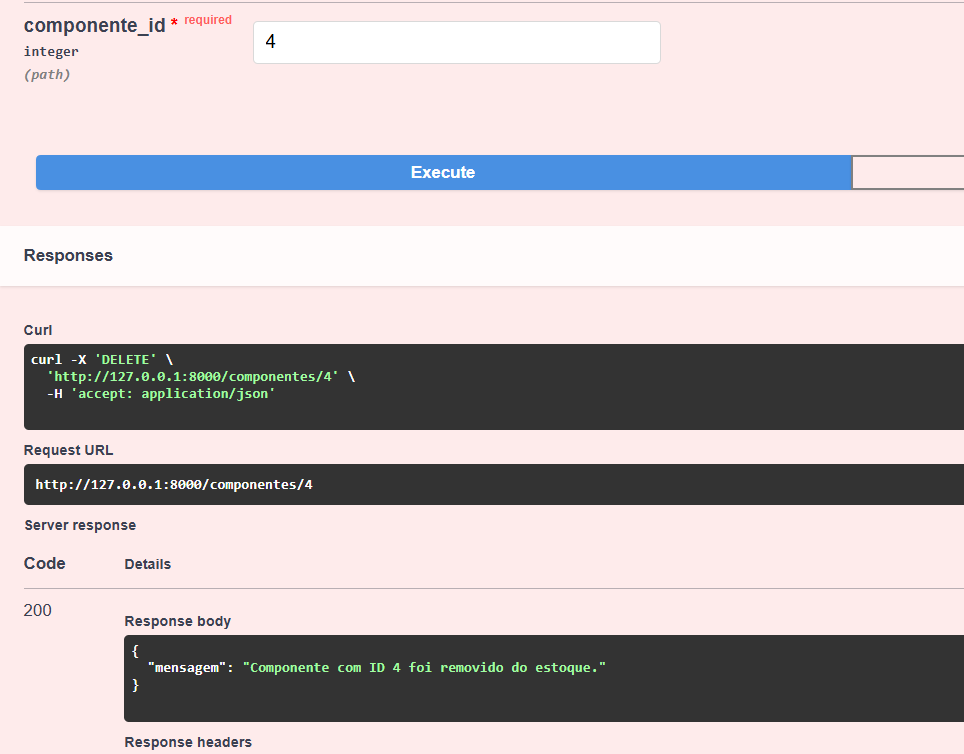 componente_id * required
integer
(path)
4
Execute
Responses
Curl
curl -X 'DELETE' \
'http://127.0.0.1:8000/componentes/4' \
-H 'accept: application/json'
Request URL
http://127.0.0.1:8000/componentes/4
Server response
Code Details
200
Response body
{
"mensagem": "Componente com ID 4 foi removido do estoque."
}
Response headers